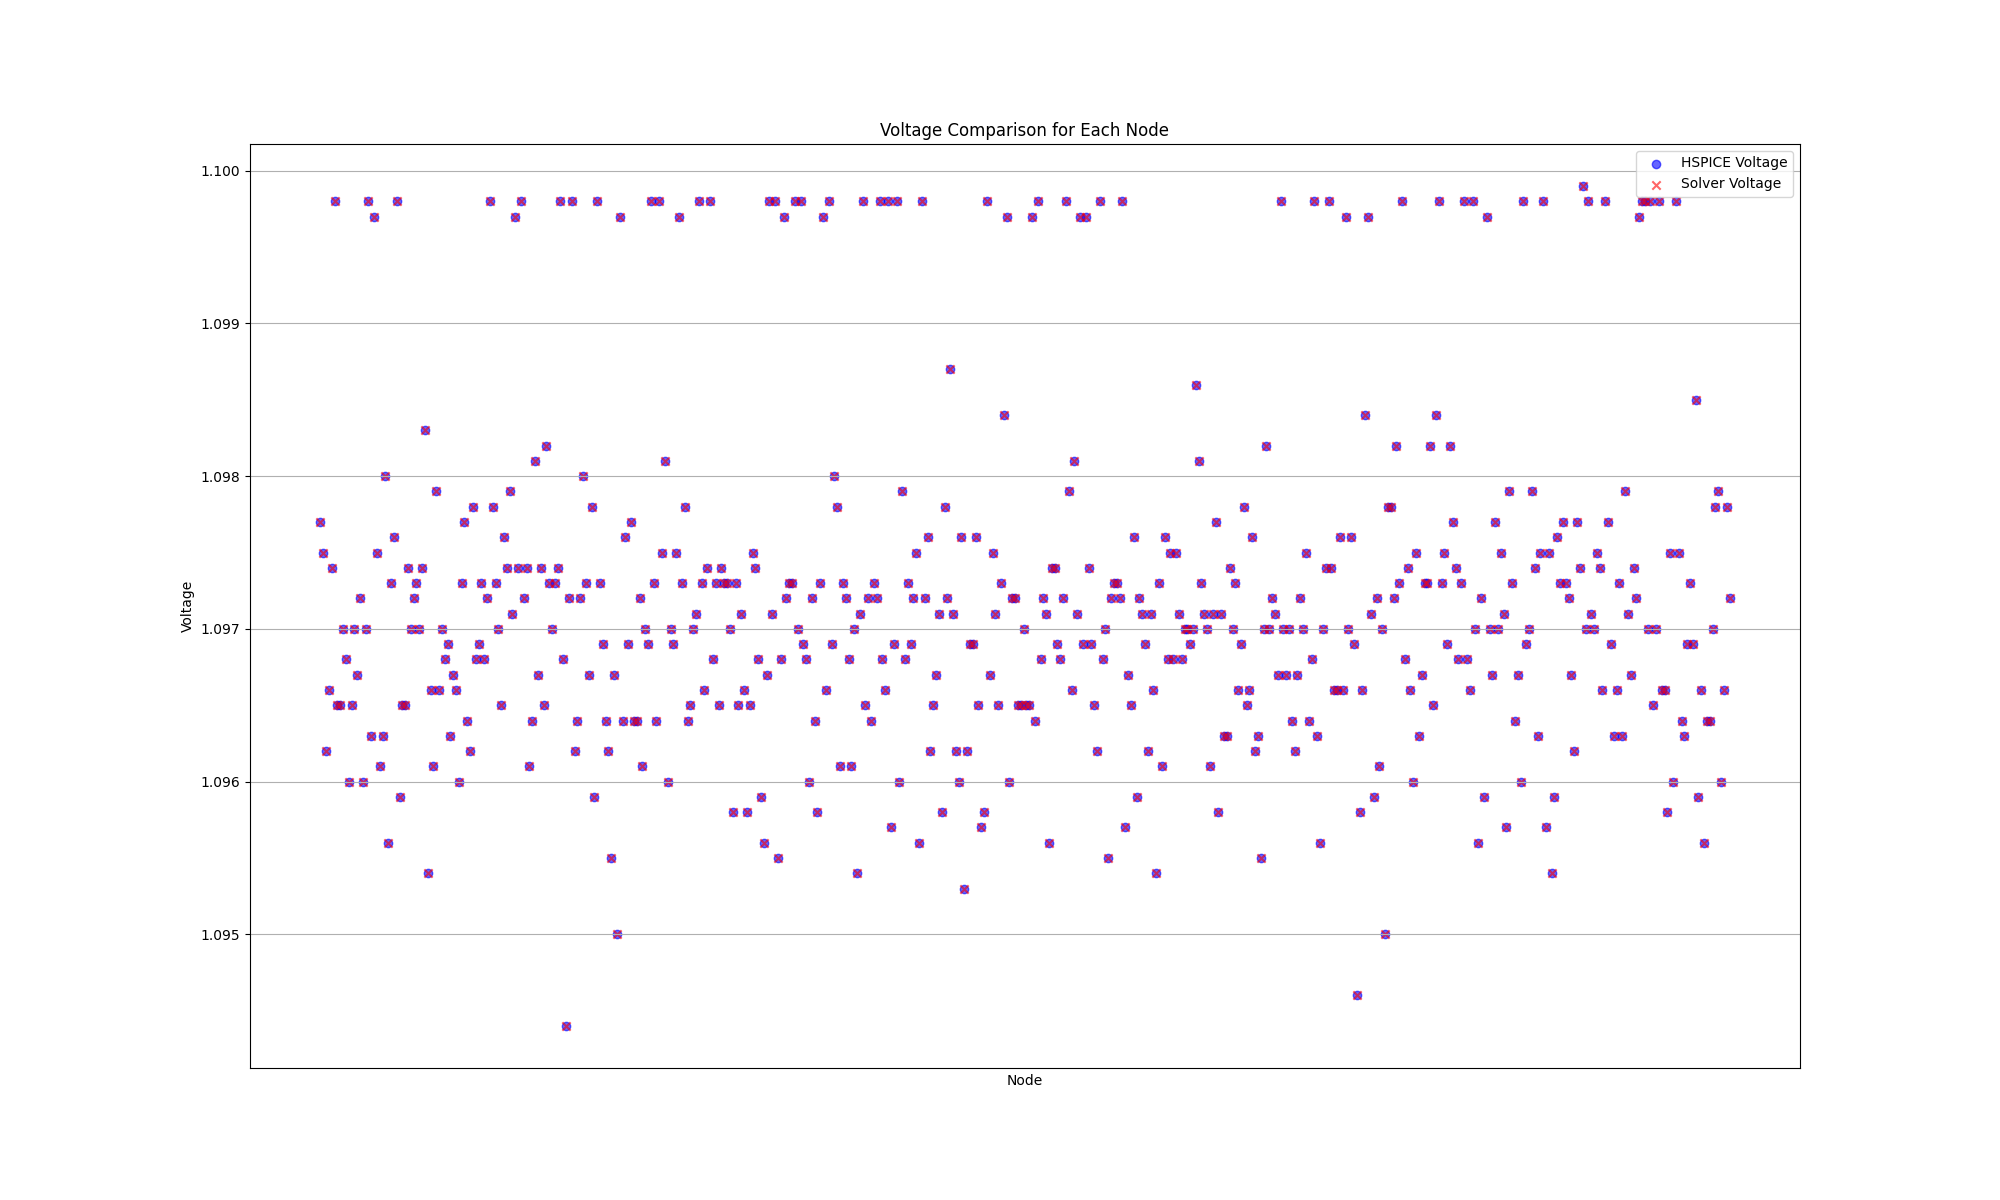 Voltage Comparison for Each Node
HSPICE Voltage
Solver Voltage
1.100
1.099
1.098
1.097
1.096
1.095
Voltage
Node